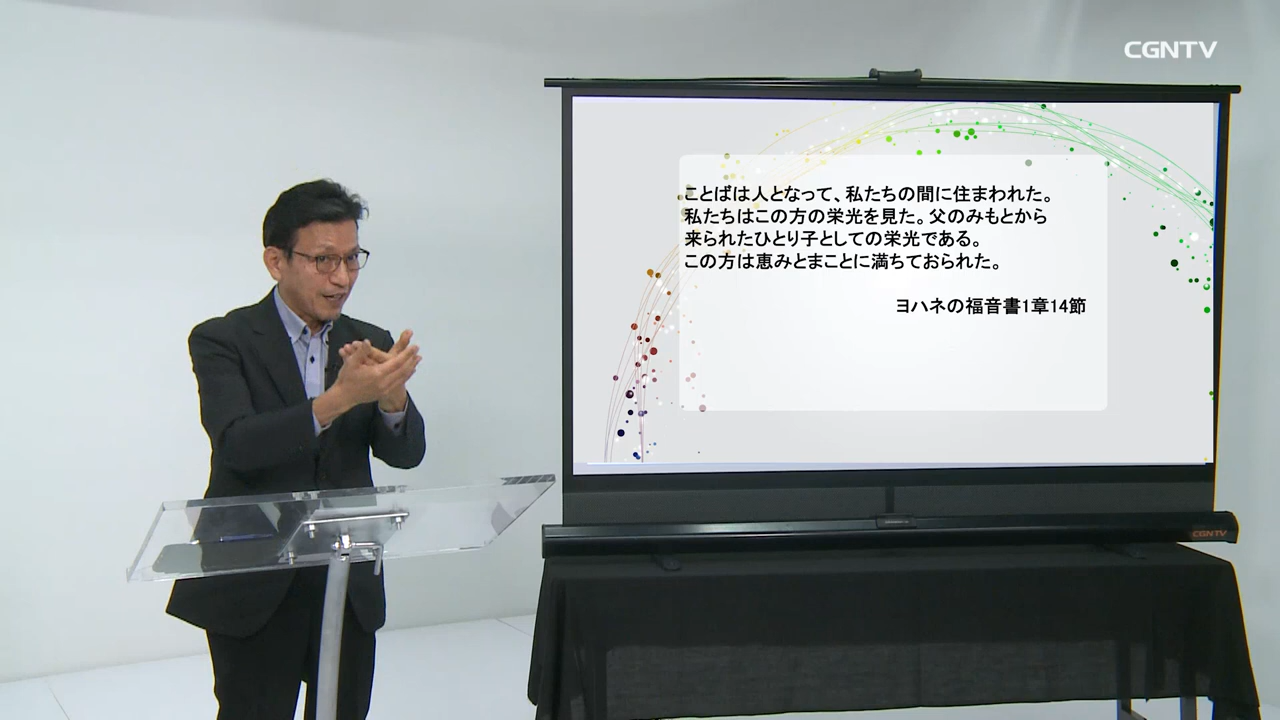 CGNTV
ことばは人となって、私たちの間に住まわれた。
私たちはこの方の栄光を見た。父のみもとから
来られたひとり子としての栄光である。
この方は恵みとまことに満ちておられた。
ヨハネの福音書1章14節
CGNTV